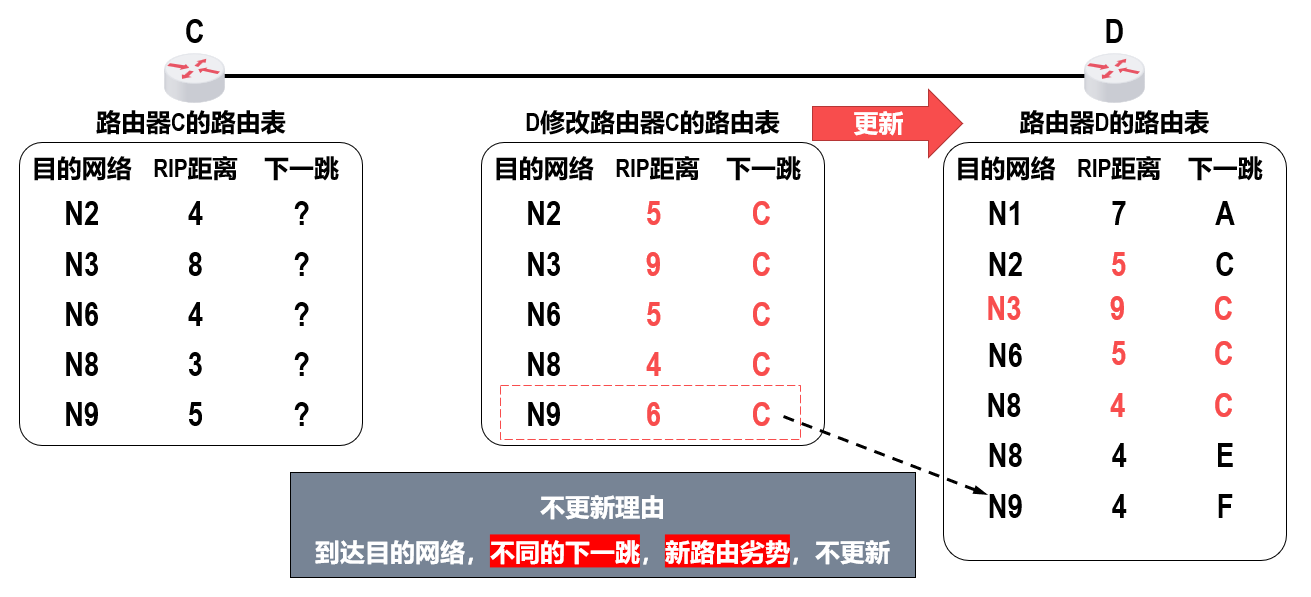 C
D
路由器C的路由表
D修改路由器C的路由表
更新
路由器D的路由表
目的网络 RIP距离 下一跳
N2 4 ?
N3 8 ?
N6 4 ?
N8 3 ?
N9 5 ?
目的网络 RIP距离 下一跳
N2 5 C
N3 9 C
N6 5 C
N8 4 C
N9 6 C
目的网络 RIP距离 下一跳
N1 7 A
N2 5 C
N3 9 C
N6 5 C
N8 4 C
N8 4 E
N9 4 F
不更新理由
到达目的网络，不同的下一跳，新路由劣势，不更新